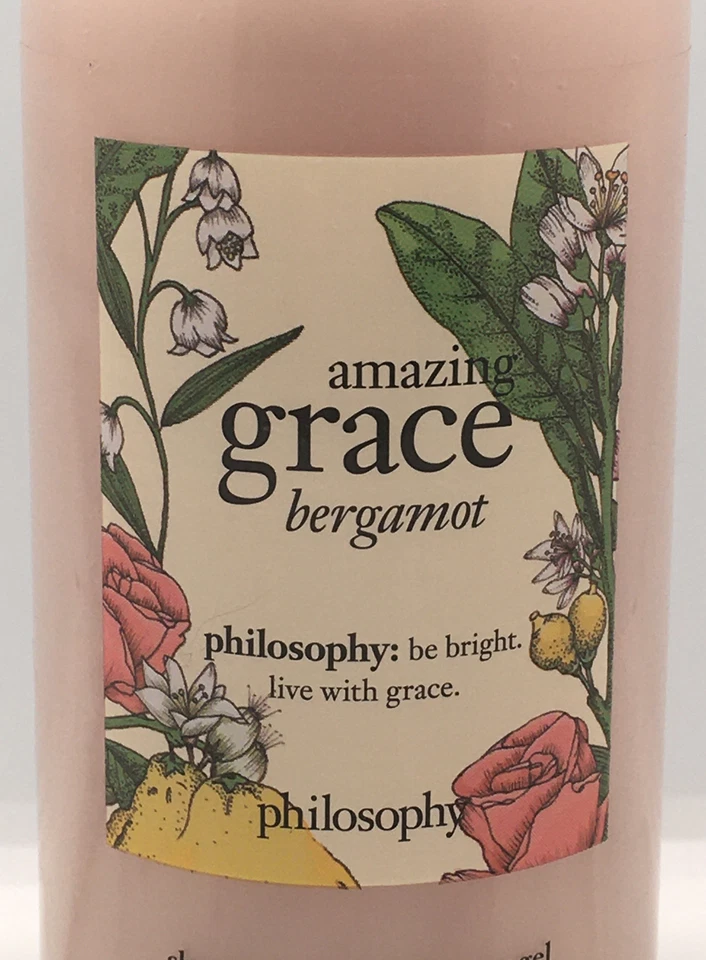 amazing
grace
bergamot
philosophy: be bright.
live with grace.
philosophy